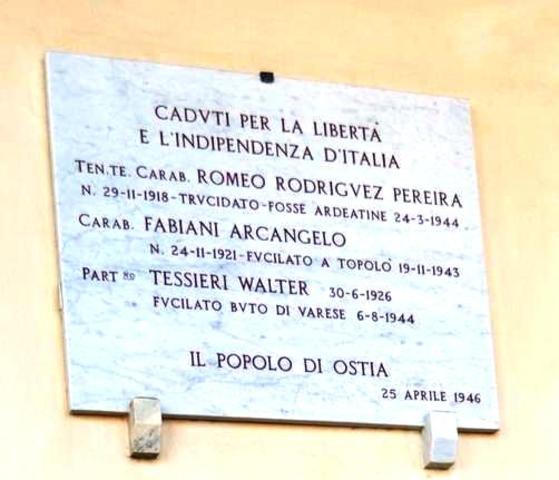 CADVTI PER LA LIBERTÀ
E L'INDIPENDENZA D'ITALIA
TEN.TE. CARAB. ROMEO RODRIGVEZ PEREIRA
N. 29-11-1918-TRVCIDATO-FOSSE ARDEATINE 24-3-1944
CARAB. FABIANI ARCANGELO
N. 24-11-1921-FVCILATO A TOPOLÒ 19-11-1943
PART NO TESSIERI WALTER 30-6-1926
FVCILATO BVTO DI VARESE 6-8-1944
IL POPOLO DI OSTIA
25 APRILE 1946